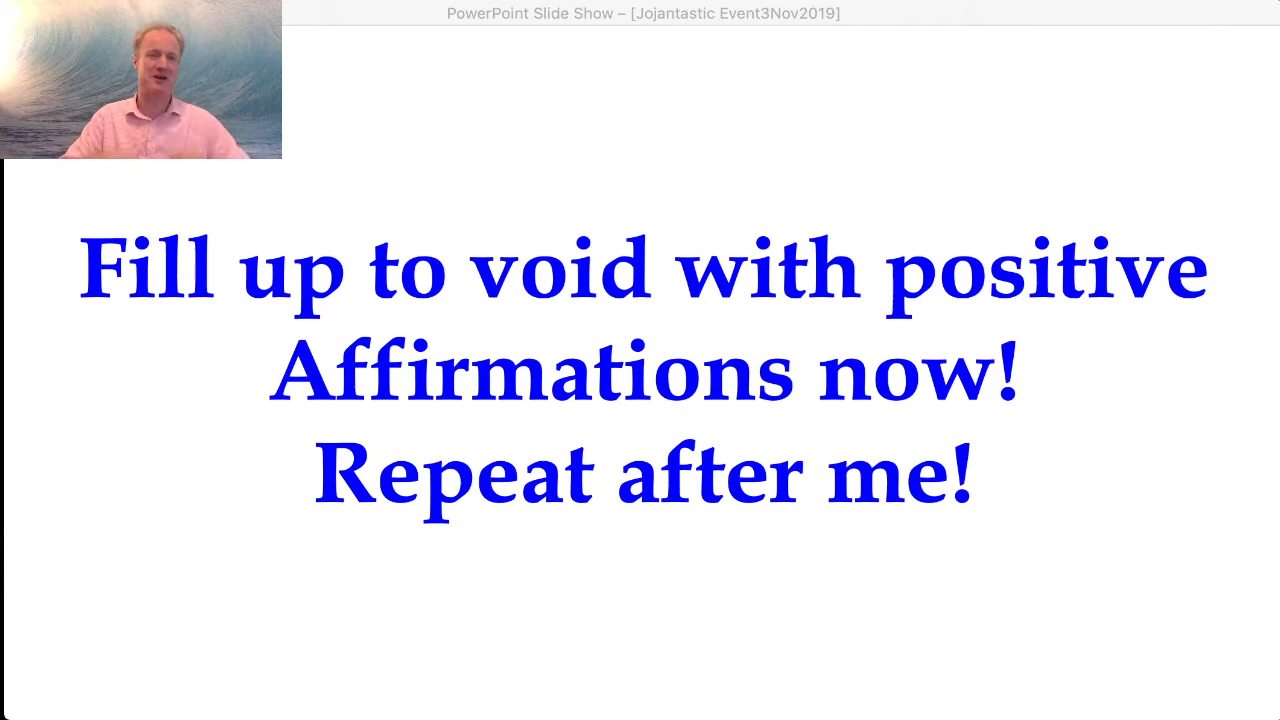 PowerPoint Slide Show – [Jojantastic Event3Nov2019]
Fill up to void with positive
Affirmations now!
Repeat after me!